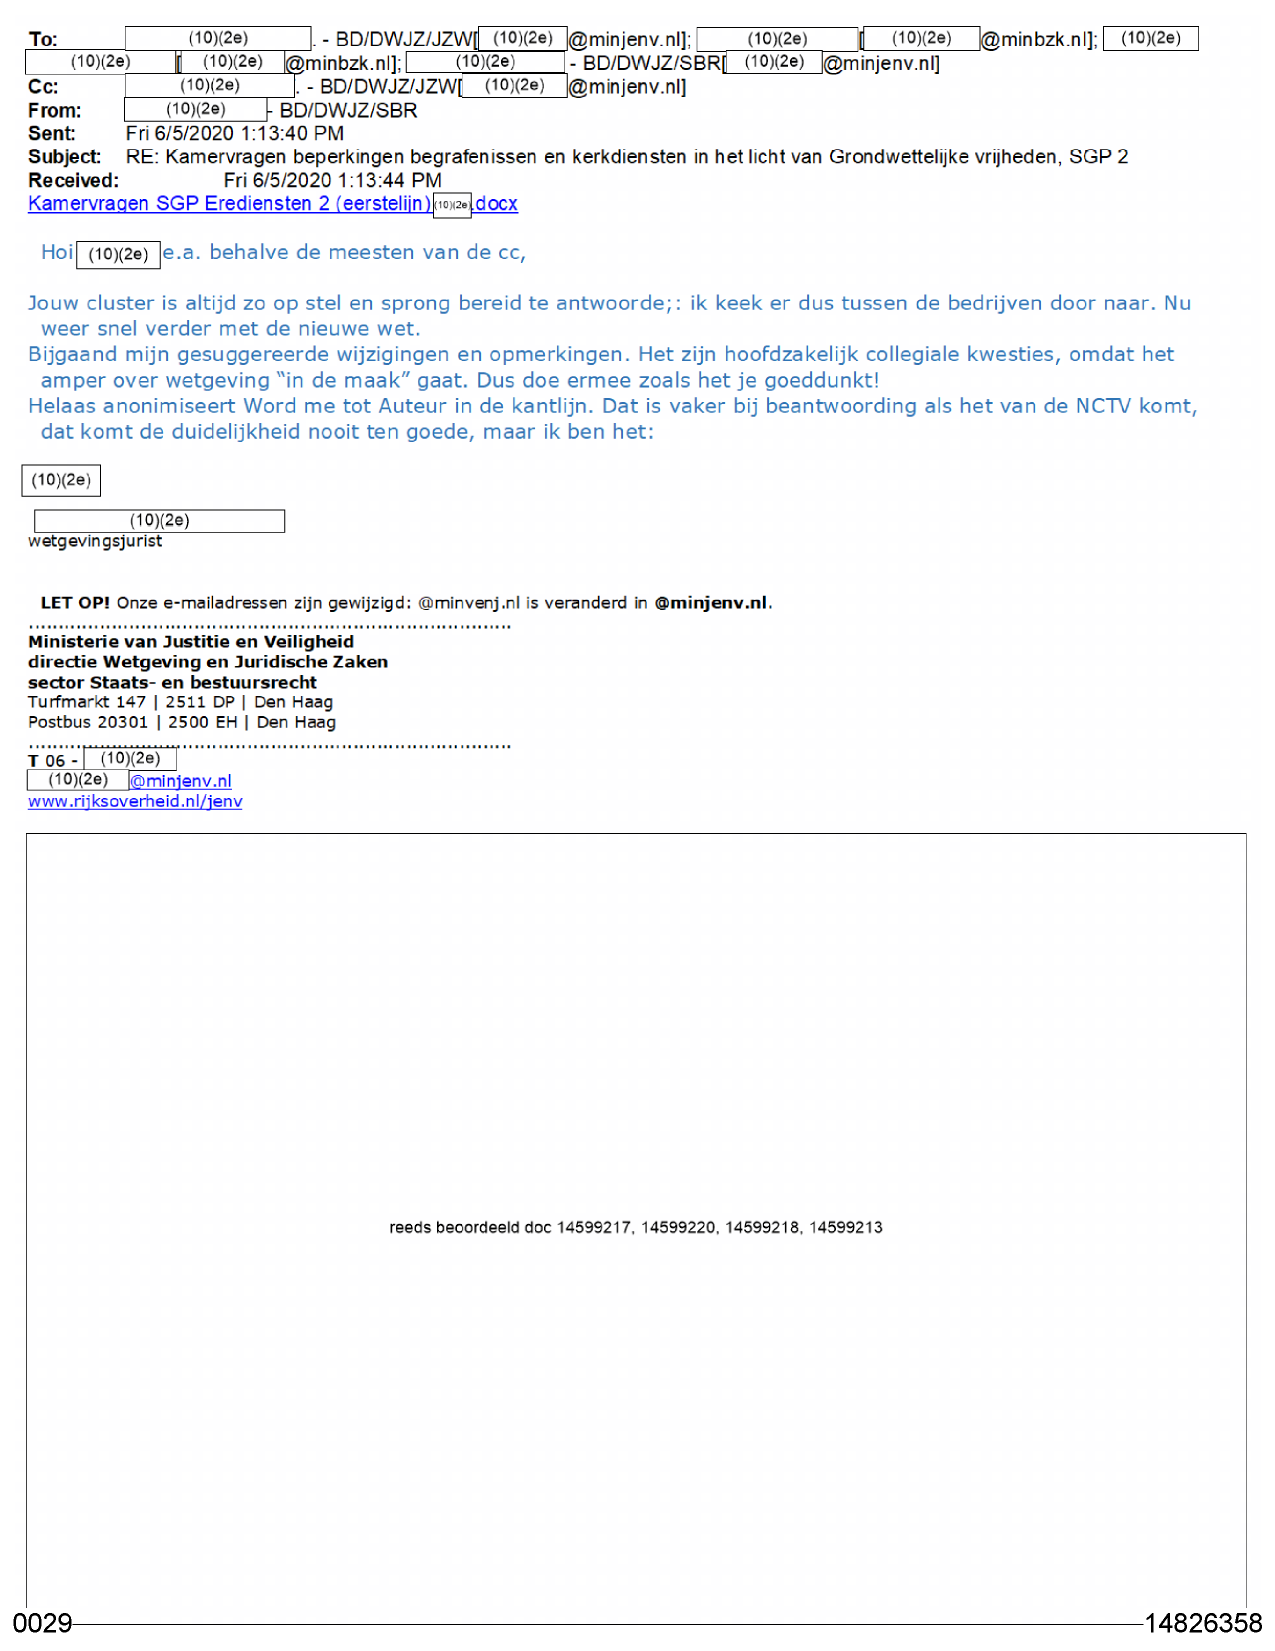 To: (10)(2e) . - BD/DWJZ/JZW[ (10)(2e) @minjenv.nl]; (10)(2e) [ (10)(2e) @minbzk.nl]; (10)(2e)
(10)(2e) [ (10)(2e) @minbzk.nl]; (10)(2e) - BD/DWJZ/SBR[ (10)(2e) @minjenv.nl]
Cc: (10)(2e) . - BD/DWJZ/JZW[ (10)(2e) @minjenv.nl]
From: (10)(2e) - BD/DWJZ/SBR
Sent: Fri 6/5/2020 1:13:40 PM
Subject: RE: Kamervragen beperkingen begrafenissen en kerkdiensten in het licht van Grondwettelijke vrijheden, SGP 2
Received: Fri 6/5/2020 1:13:44 PM
Kamervragen SGP Erediensten 2 (eerstelijn) (10)(2e) .docx
Hoi (10)(2e) e.a. behalve de meesten van de cc,
Jouw cluster is altijd zo op stel en sprong bereid te antwoorde;: ik keek er dus tussen de bedrijven door naar. Nu
weer snel verder met de nieuwe wet.
Bijgaand mijn gesuggereerde wijzigingen en opmerkingen. Het zijn hoofdzakelijk collegiale kwesties, omdat het
amper over wetgeving “in de maak” gaat. Dus doe ermee zoals het je goeddunkt!
Helaas anonimiseert Word me tot Auteur in de kantlijn. Dat is vaker bij beantwoording als het van de NCTV komt,
dat komt de duidelijkheid nooit ten goede, maar ik ben het:
(10)(2e)
(10)(2e)
wetgevingsjurist
LET OP! Onze e-mailadressen zijn gewijzigd: @minvenj.nl is veranderd in @minjenv.nl.
................................................................................
Ministerie van Justitie en Veiligheid
directie Wetgeving en Juridische Zaken
sector Staats- en bestuursrecht
Turfmarkt 147 | 2511 DP | Den Haag
Postbus 20301 | 2500 EH | Den Haag
................................................................................
T 06 - (10)(2e)
(10)(2e) @minjenv.nl
www.rijksoverheid.nl/jenv
reeds beoordeeld doc 14599217, 14599220, 14599218, 14599213
0029 14826358